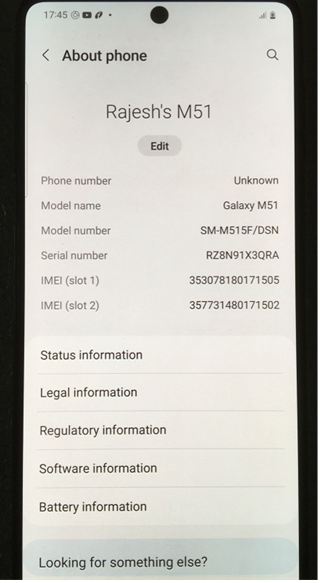 17:45
About phone
Rajesh's M51
Edit
Phone number Unknown
Model name Galaxy M51
Model number SM-M515F/DSN
Serial number RZ8N91X3QRA
IMEI (slot 1) 353078180171505
IMEI (slot 2) 357731480171502
Status information
Legal information
Regulatory information
Software information
Battery information
Looking for something else?